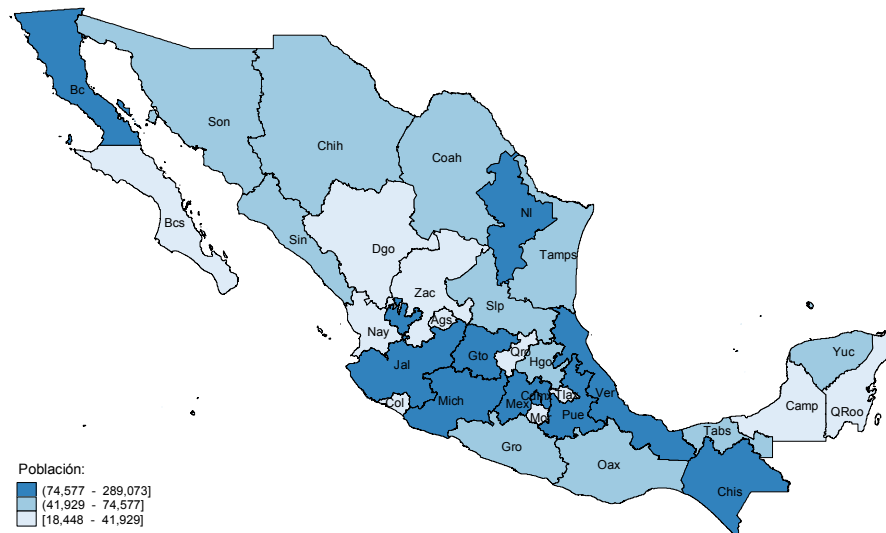 Bc
Son
Chih
Coah
Bcs
Nl
Sin
Dgo
Tamps
Zac
Slp
Nay
Ags
Jal
Gto
Qro
Hgo
Yuc
Col
Mich
Mex
Cdmx
Tlax
Ver
Camp
QRoo
Mor
Pue
Tabs
Gro
Oax
Chis
Población:
(74,577 - 289,073]
(41,929 - 74,577]
[18,448 - 41,929]